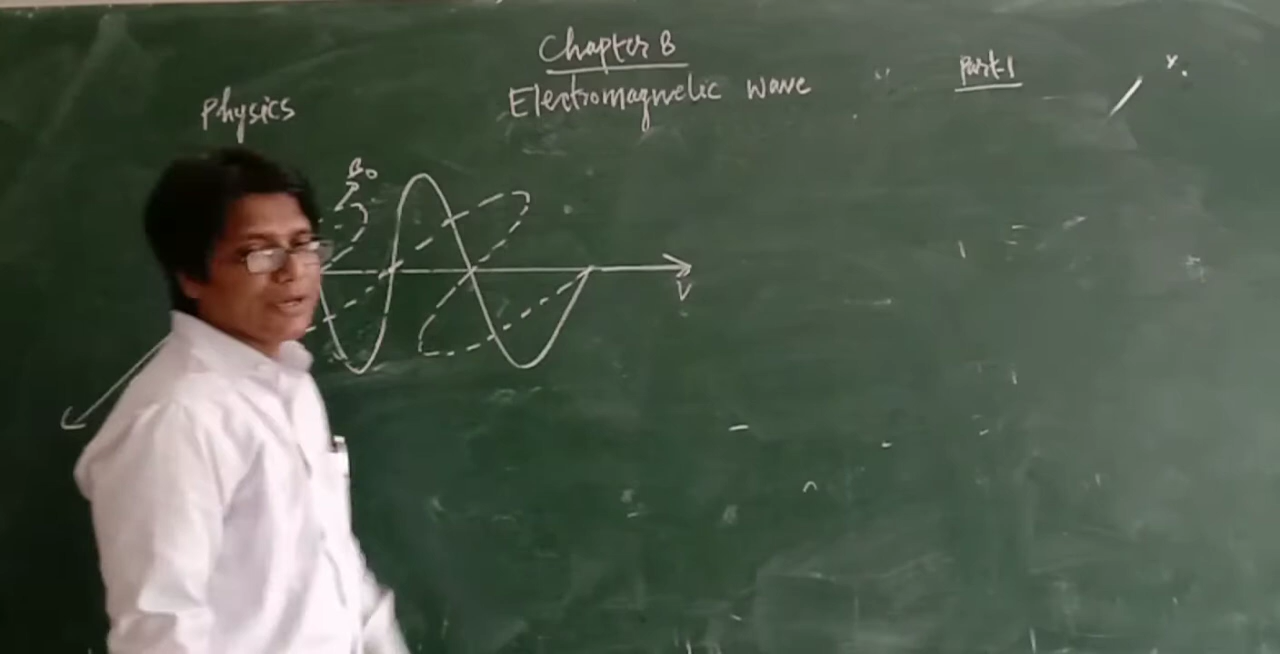 Chapter 8
Electromagnetic wave
Part-1
Physics
B₀
V